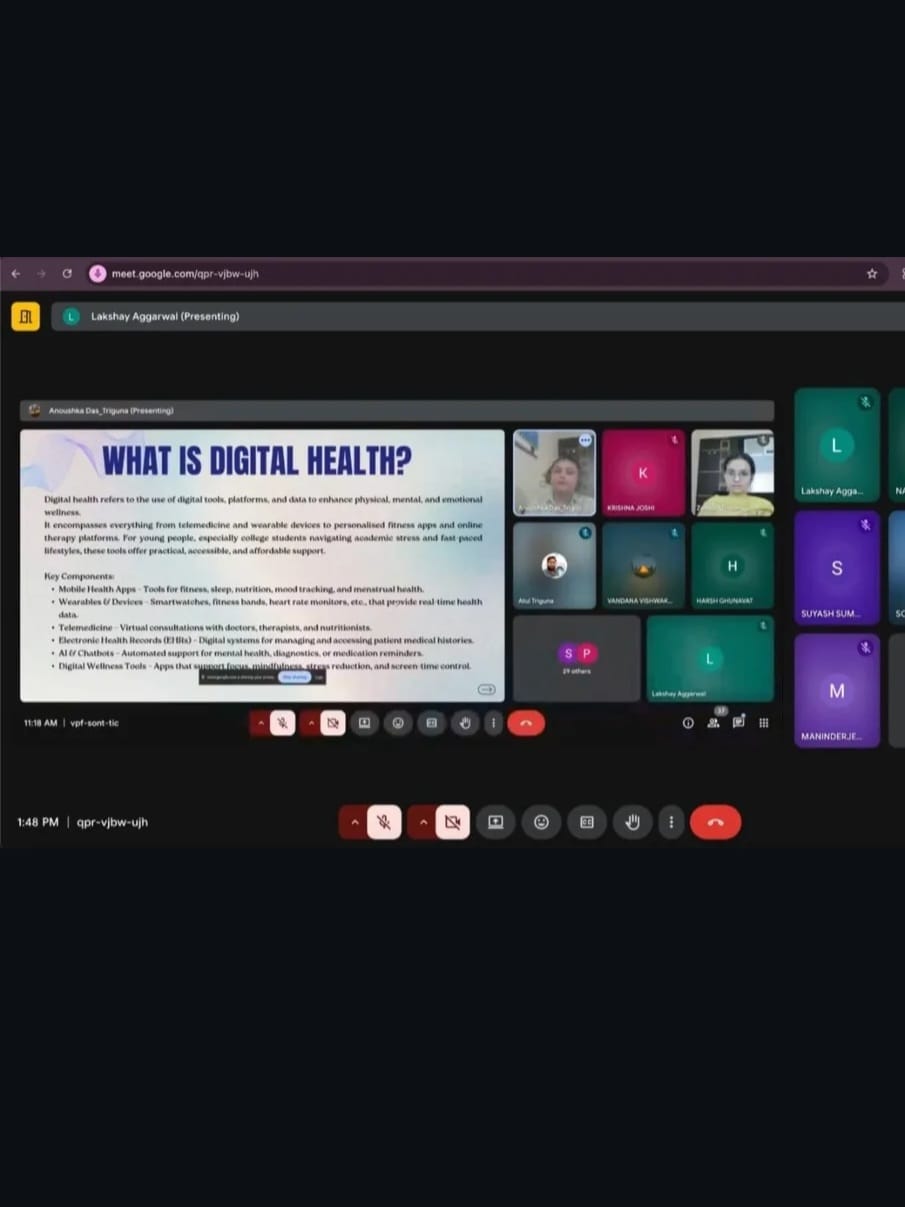 meet.google.com/qpr-vjbw-ujh
L
Lakshay Aggarwal (Presenting)
Anoushka Das_Triguna (Presenting)
WHAT IS DIGITAL HEALTH?
Digital health refers to the use of digital tools, platforms, and data to enhance physical, mental, and emotional
wellness.
It encompasses everything from telemedicine and wearable devices to personalised fitness apps and online
therapy platforms. For young people, especially college students navigating academic stress and fast-paced
lifestyles, these tools offer practical, accessible, and affordable support.
Key Components:
• Mobile Health Apps – Tools for fitness, sleep, nutrition, mood tracking, and menstrual health.
• Wearables & Devices – Smartwatches, fitness bands, heart rate monitors, etc., that provide real-time health
data.
• Telemedicine – Virtual consultations with doctors, therapists, and nutritionists.
• Electronic Health Records (EHRs) – Digital systems for managing and accessing patient medical histories.
• AI & Chatbots – Automated support for mental health, diagnostics, or medication reminders.
• Digital Wellness Tools – Apps that support focus, mindfulness, stress reduction, and screen-time control.
K
KRISHNA JOSHI
Atul Triguna
VANDANA VISHWAK...
H
HARSH GHUNAVAT
S P
29 others
L
Lakshay Aggarwal
L
Lakshay Agga...
NA
S
SUYASH SUM...
SO
M
MANINDERJE...
11:18 AM | vpf-sont-tic
37
1:48 PM | qpr-vjbw-ujh